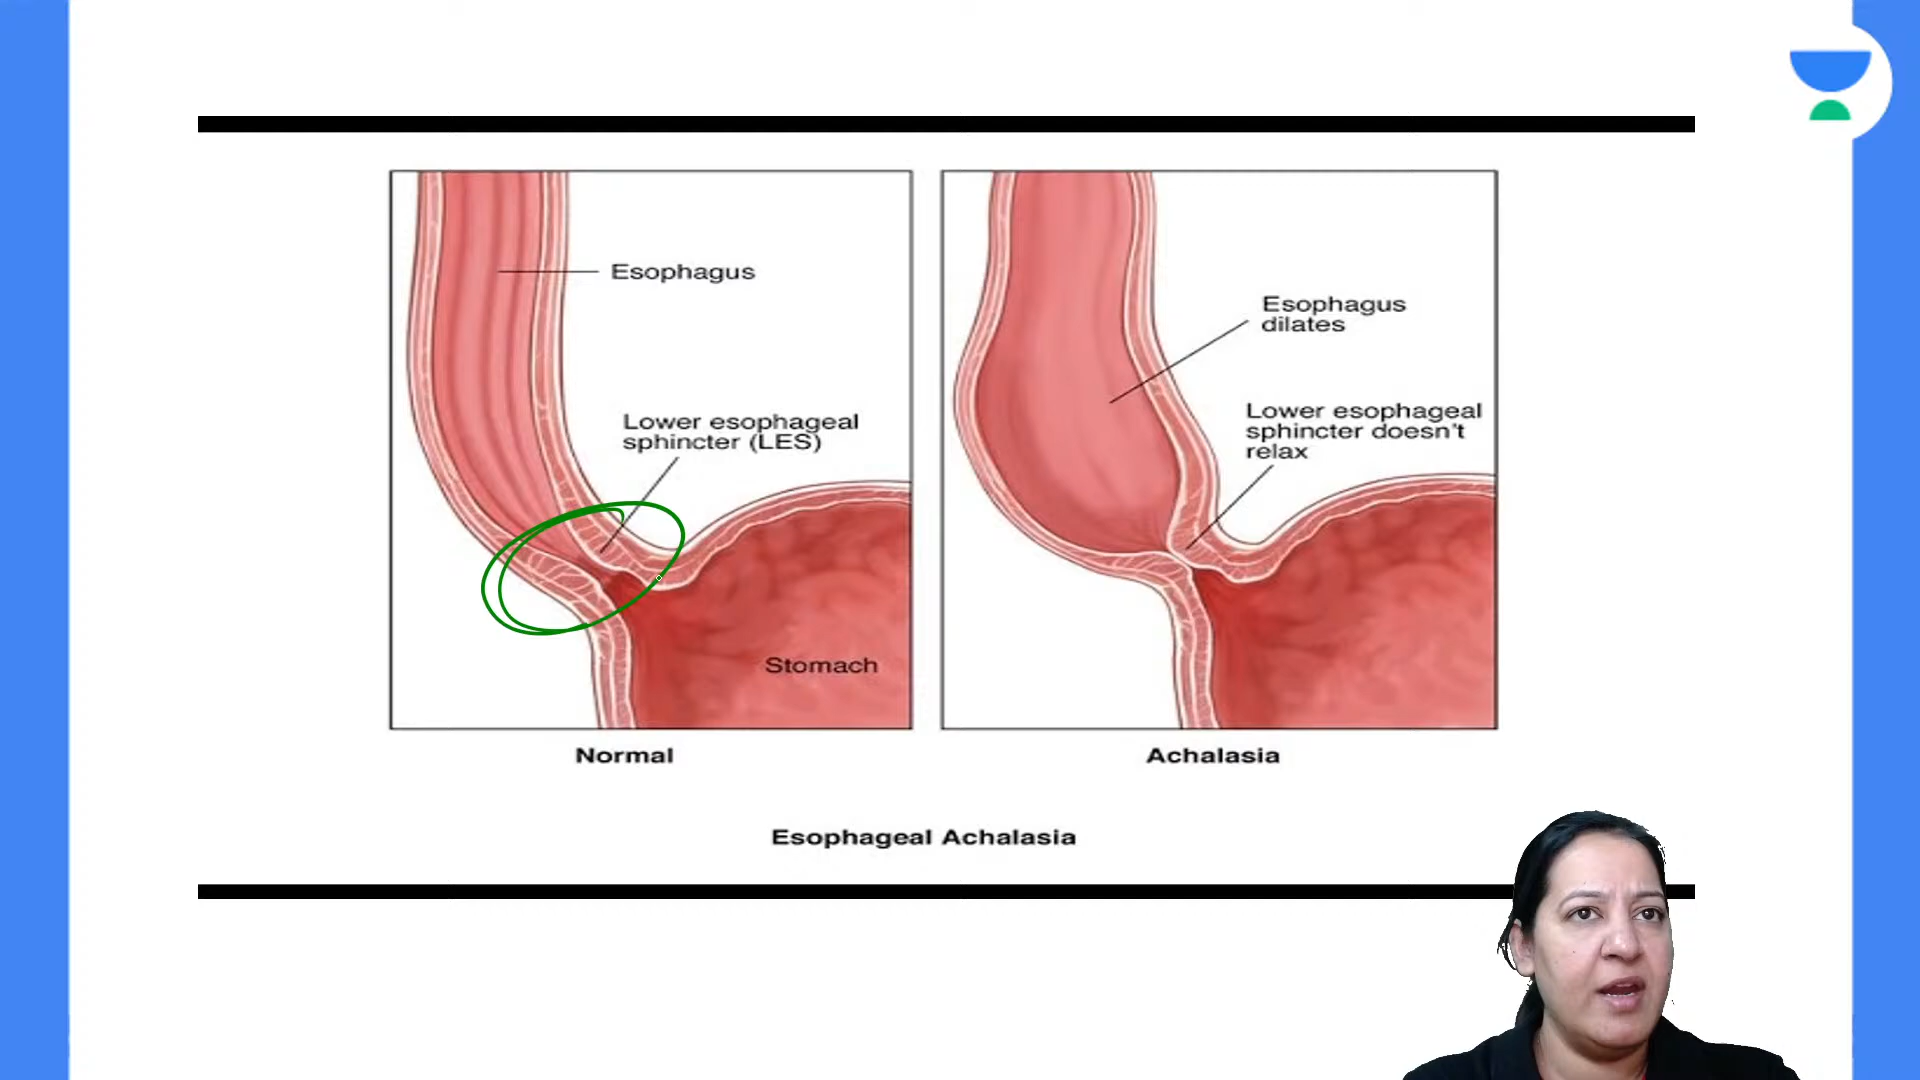 Esophagus
Lower esophageal
sphincter (LES)
Stomach
Normal
Esophagus
dilates
Lower esophageal
sphincter doesn't
relax
Achalasia
Esophageal Achalasia